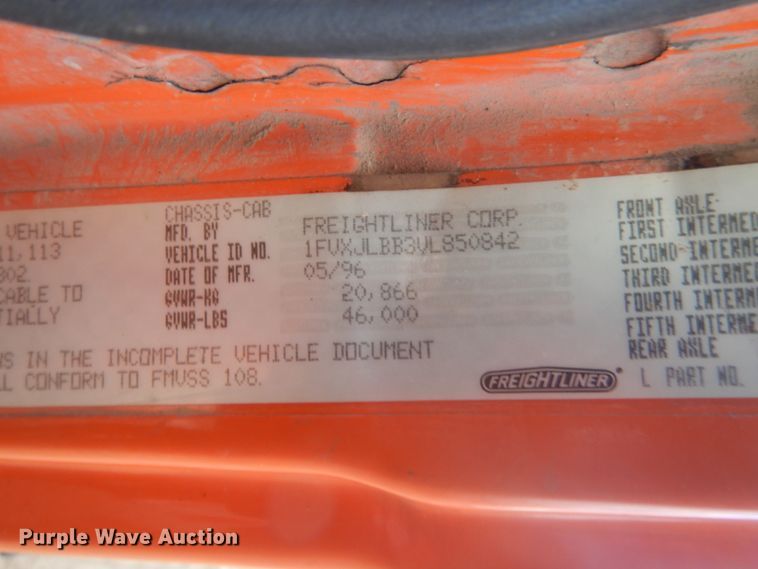 CHASSIS-CAB
VEHICLE MFD. BY FREIGHTLINER CORP.
11,113 VEHICLE ID NO. 1FVXJLBB3VL850842
302 DATE OF MFR. 05/96
CABLE TO GVWR-KG 20,866
TIALLY GVWR-LBS 46,000
WS IN THE INCOMPLETE VEHICLE DOCUMENT
LL CONFORM TO FMVSS 108.
FREIGHTLINER®
FRONT AXLE
FIRST INTERMED
SECOND INTERME
THIRD INTERMED
FOURTH INTERM
FIFTH INTERME
REAR AXLE
L PART NO.
Purple Wave Auction